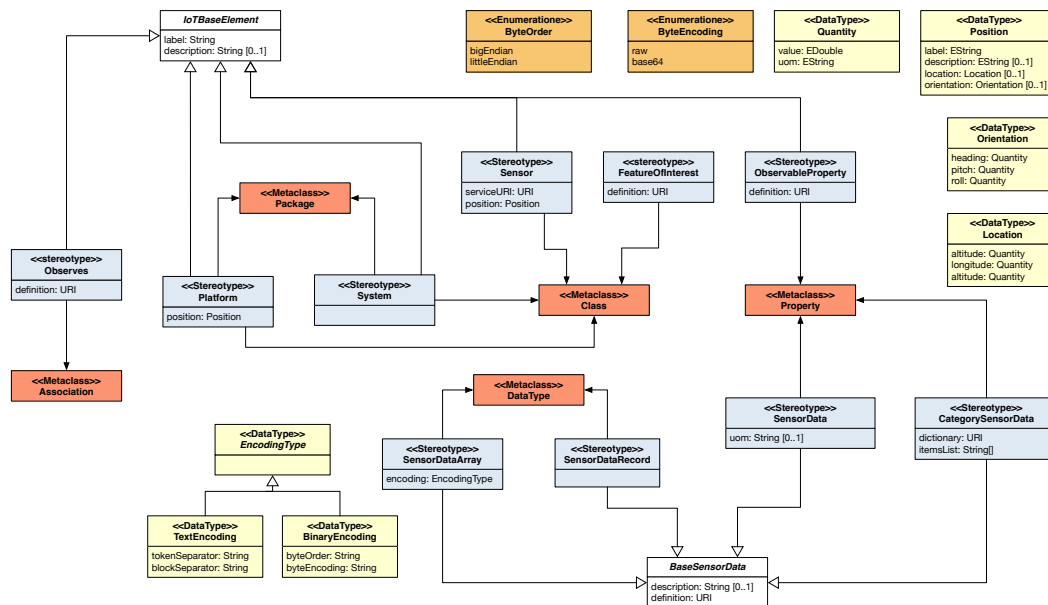 IoTBaseElement
label: String
description: String [0..1]
<<Enumeratione>
ByteOrder
bigEndian
littleEndian
<<Enumeratione>
ByteEncoding
raw
base64
<<DataType>>
Quantity
value: EDouble
uom: EString
<<DataType>>
Position
label: EString
description: EString [0..1]
location: Location [0..1]
orientation: Orientation [0..1]
<<DataType>>
Orientation
heading: Quantity
pitch: Quantity
roll: Quantity
<<Stereotype>>
Sensor
serviceURI: URI
position: Position
<<stereotype>>
FeatureOfInterest
definition: URI
<<Stereotype>>
ObservableProperty
definition: URI
<<Metaclass>>
Package
<<DataType>>
Location
altitude: Quantity
longitude: Quantity
altitude: Quantity
<<stereotype>>
Observes
definition: URI
<<Stereotype>>
Platform
position: Position
<<Stereotype>>
System
<<Metaclass>>
Class
<<Metaclass>>
Property
<<Metaclass>>
Association
<<Metaclass>>
DataType
<<Stereotype>>
SensorData
uom: String [0..1]
<<Stereotype>>
CategorySensorData
dictionary: URI
itemsList: String[]
<<DataType>>
EncodingType
<<Stereotype>>
SensorDataArray
encoding: EncodingType
<<Stereotype>>
SensorDataRecord
<<DataType>>
TextEncoding
tokenSeparator: String
blockSeparator: String
<<DataType>>
BinaryEncoding
byteOrder: String
byteEncoding: String
BaseSensorData
description: String [0..1]
definition: URI